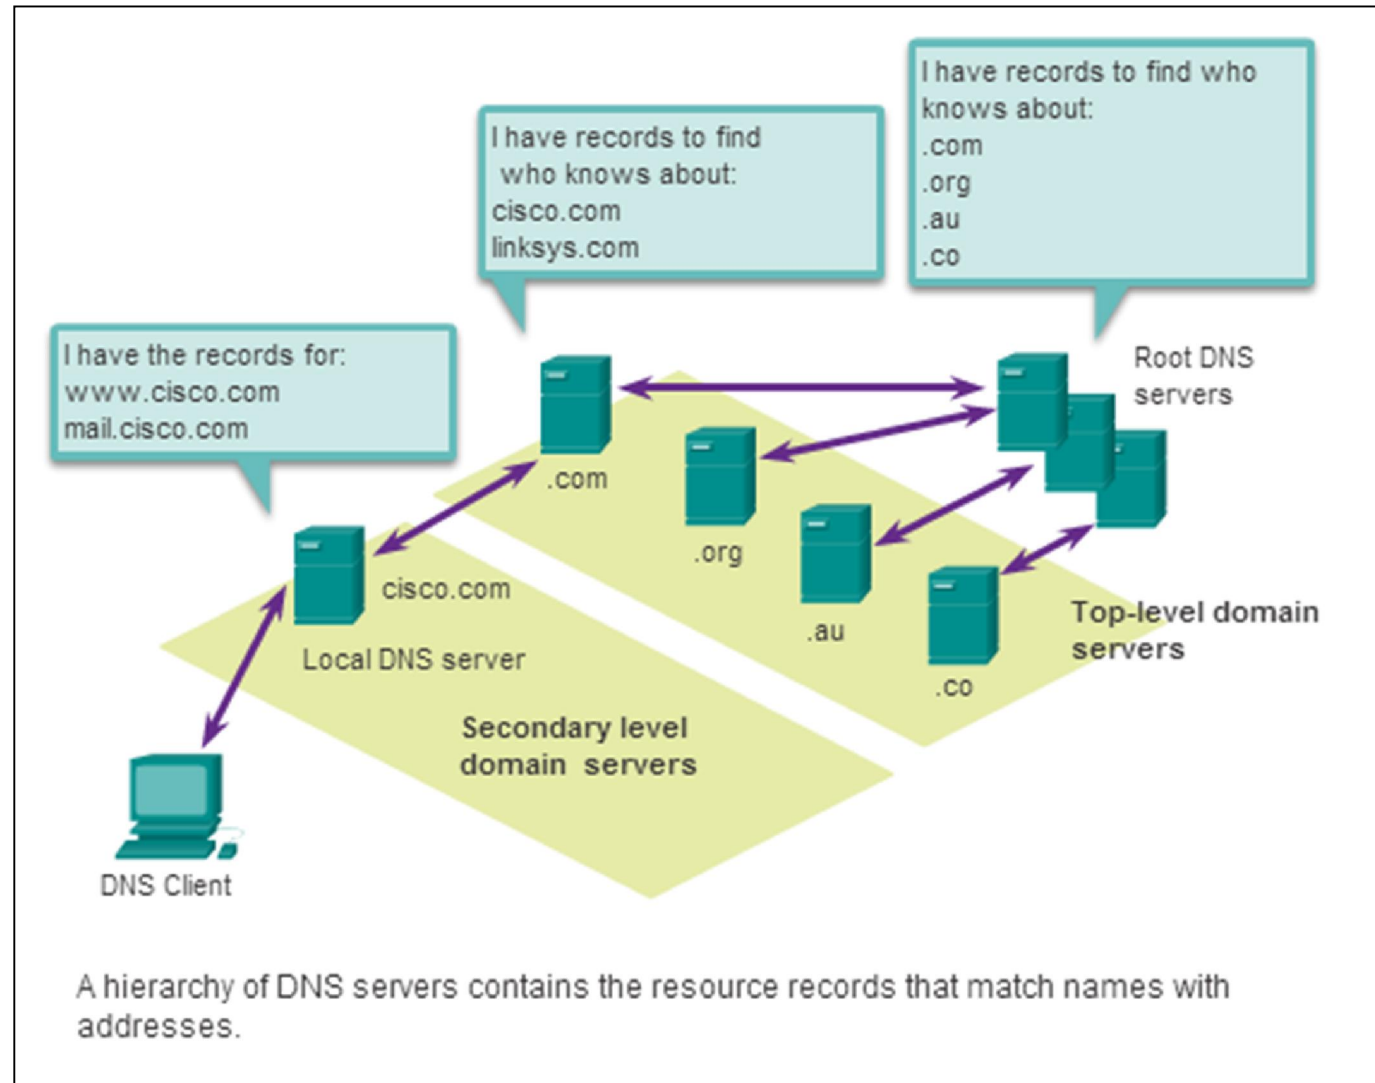 I have records to find who
knows about:
.com
.org
.au
.co
I have records to find
who knows about:
cisco.com
linksys.com
I have the records for:
www.cisco.com
mail.cisco.com
Root DNS
servers
.com
.org
.au
.co
Top-level domain
servers
cisco.com
Local DNS server
Secondary level
domain servers
DNS Client
A hierarchy of DNS servers contains the resource records that match names with
addresses.